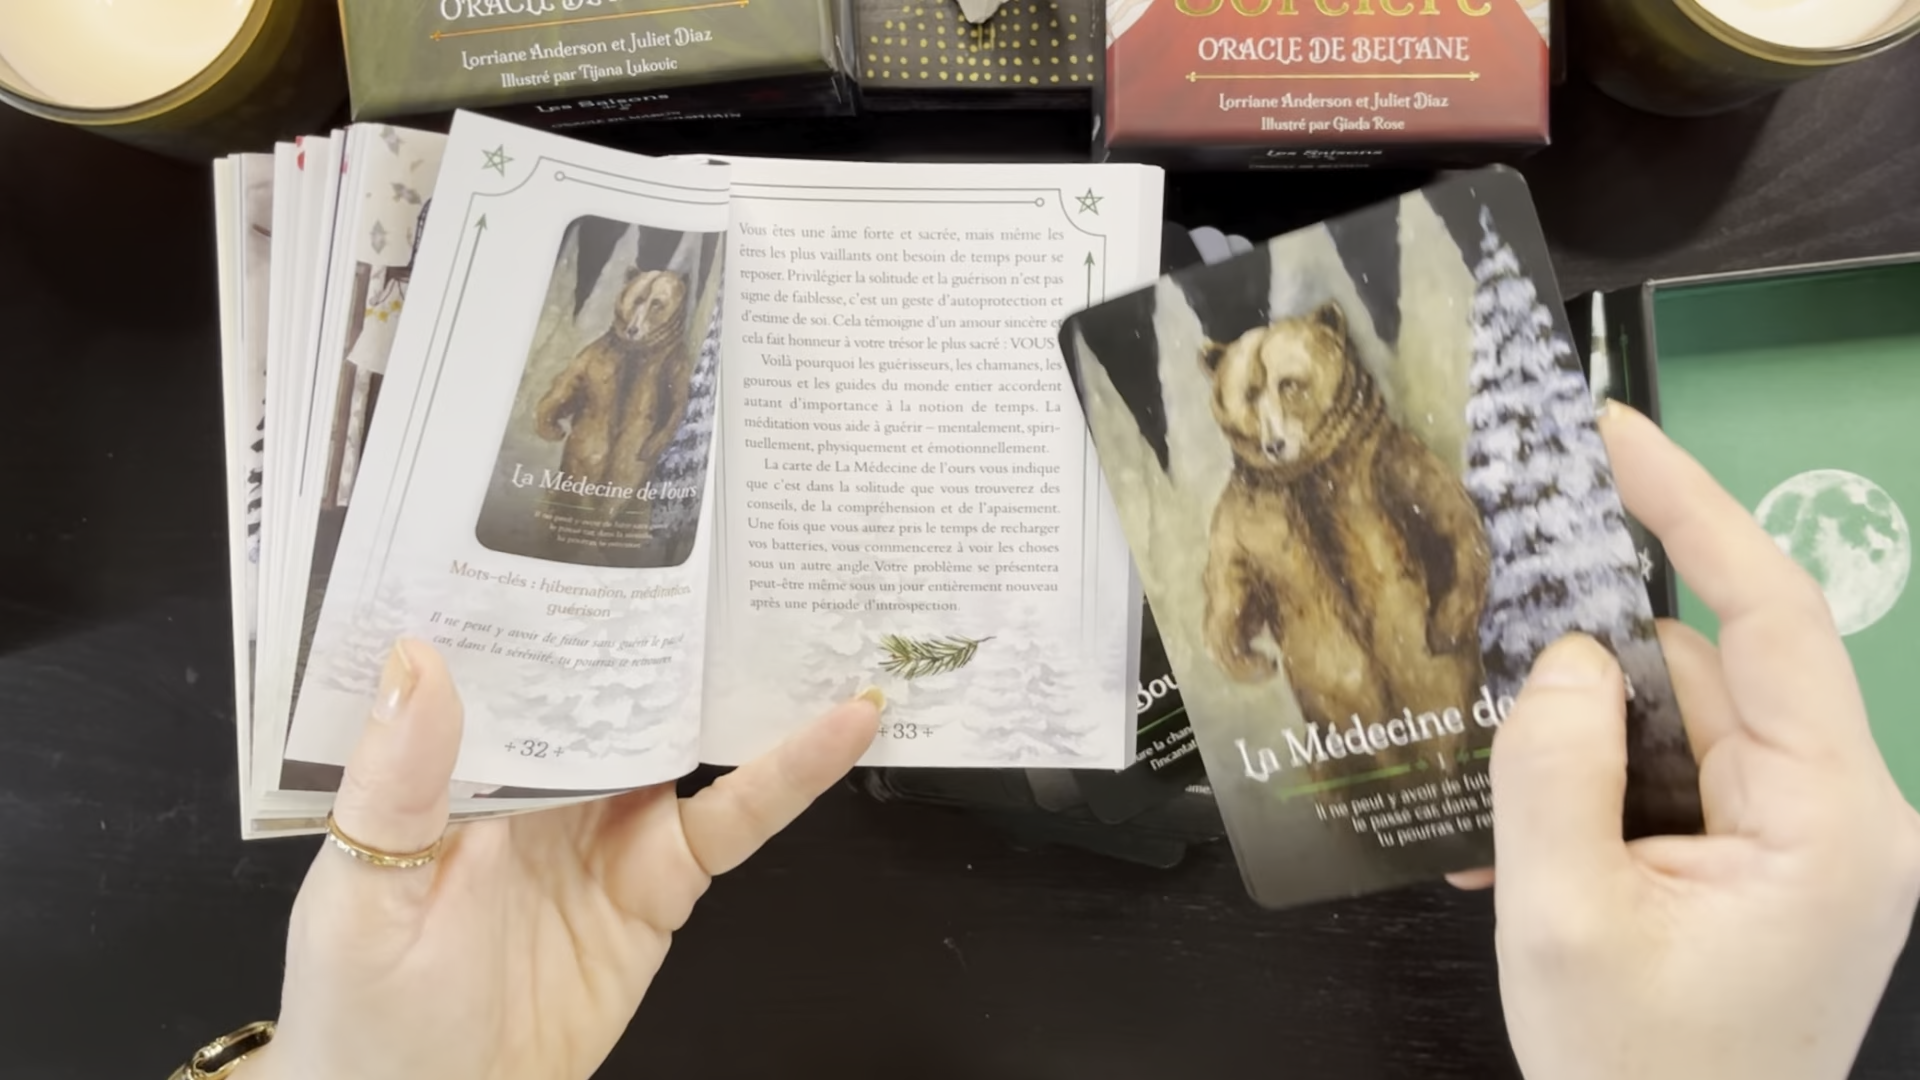 ORACLE DE
Lorriane Anderson et Juliet Diaz
Illustré par Tijana Lukovic
Les Saisons
Sorcière
ORACLE DE BELTANE
Lorriane Anderson et Juliet Diaz
Illustré par Giada Rose
Les Saisons
La Médecine de l'ours
Mots-clés : hibernation, méditation,
guérison
Il ne peut y avoir de futur sans guérir le passé
car, dans la sérénité, tu pourras te retrouver.
+ 32 +
Vous êtes une âme forte et sacrée, mais même les
êtres les plus vaillants ont besoin de temps pour se
reposer. Privilégier la solitude et la guérison n'est pas
signe de faiblesse, c'est un geste d'autoprotection et
d'estime de soi. Cela témoigne d'un amour sincère et
cela fait honneur à votre trésor le plus sacré : VOUS
Voilà pourquoi les guérisseurs, les chamanes, les
gourous et les guides du monde entier accordent
autant d'importance à la notion de temps. La
méditation vous aide à guérir – mentalement, spiri-
tuellement, physiquement et émotionnellement.
La carte de La Médecine de l'ours vous indique
que c'est dans la solitude que vous trouverez des
conseils, de la compréhension et de l'apaisement.
Une fois que vous aurez pris le temps de recharger
vos batteries, vous commencerez à voir les choses
sous un autre angle Votre problème se présentera
peut-être même sous un jour entièrement nouveau
après une période d'introspection.
+ 33 +
La Médecine de
I
Il ne peut y avoir de futu
le passé car, dans l
tu pourras te re